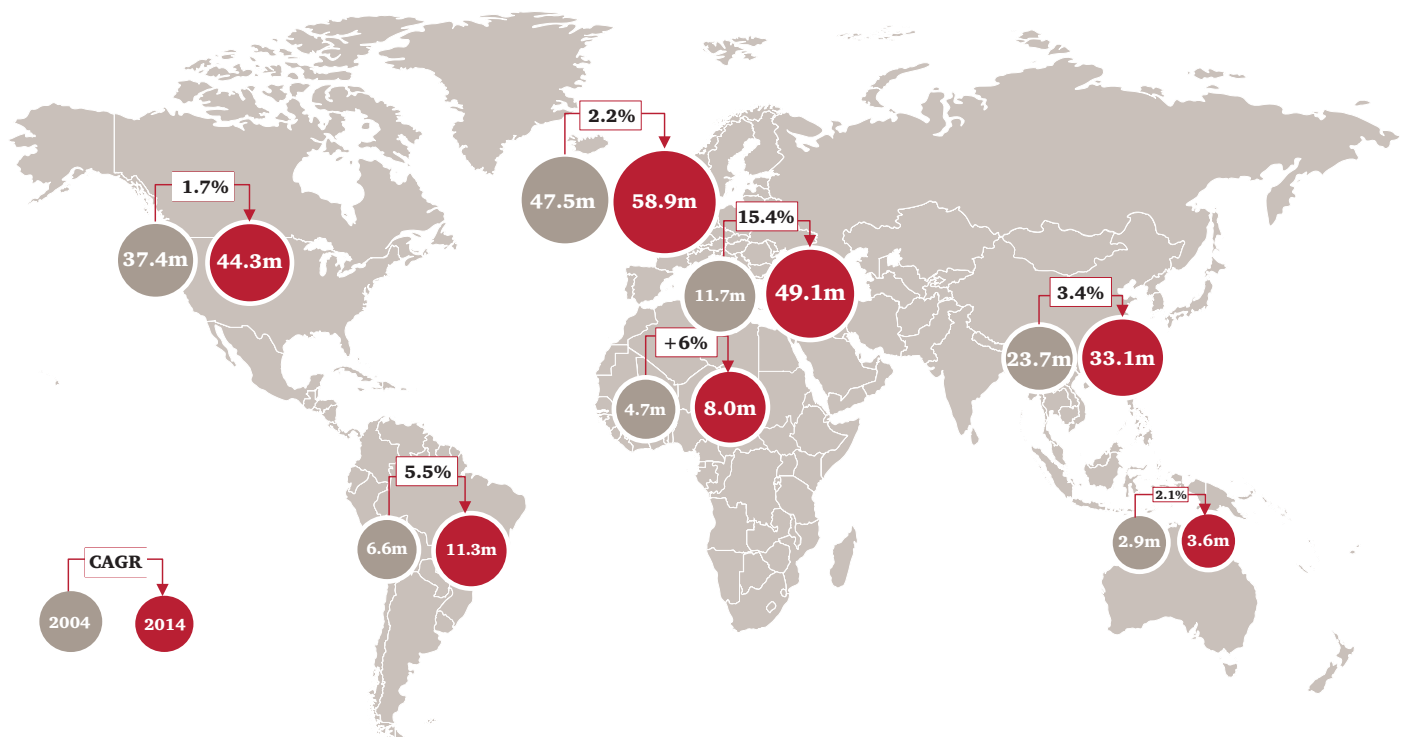 2.2%
47.5m
58.9m
1.7%
37.4m
44.3m
15.4%
11.7m
49.1m
3.4%
23.7m
33.1m
+6%
4.7m
8.0m
5.5%
6.6m
11.3m
2.1%
2.9m
3.6m
CAGR
2004
2014